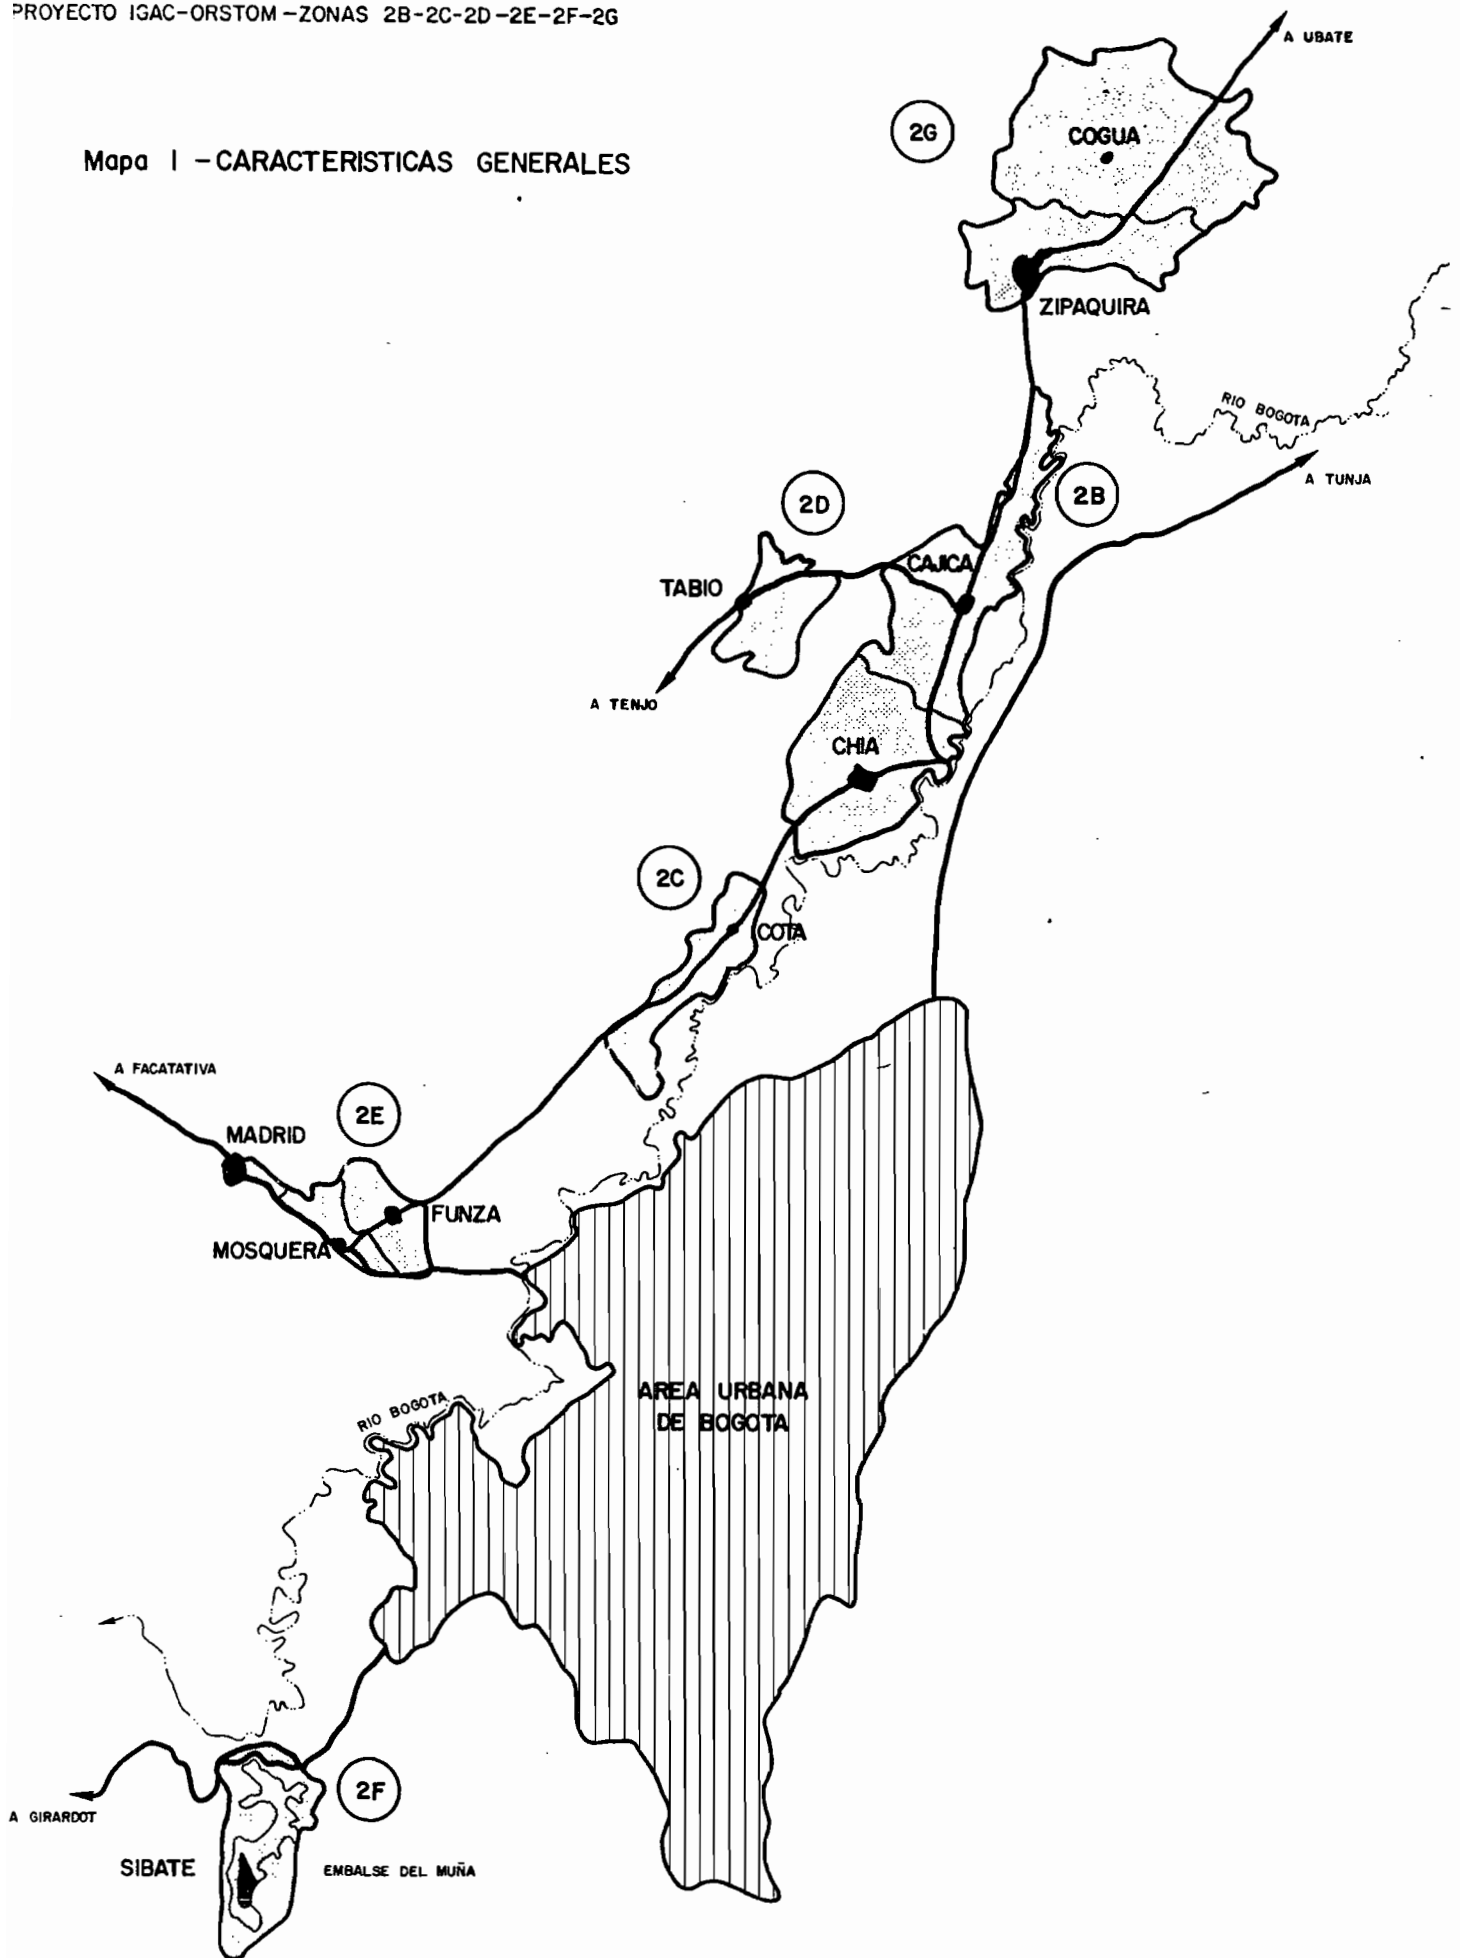 PROYECTO IGAC-ORSTOM-ZONAS 2B-2C-2D-2E-2F-2G
A UBATE
2G
COGUA
Mapa I - CARACTERISTICAS GENERALES
ZIPAQUIRA
RIO BOGOTA
A TUNJA
2B
2D
CAJICA
TABIO
A TENJO
CHIA
2C
COTA
A FACATATIVA
2E
MADRID
FUNZA
MOSQUERA
AREA URBANA
DE BOGOTA
RIO BOGOTA
2F
A GIRARDOT
SIBATE
EMBALSE DEL MUÑA